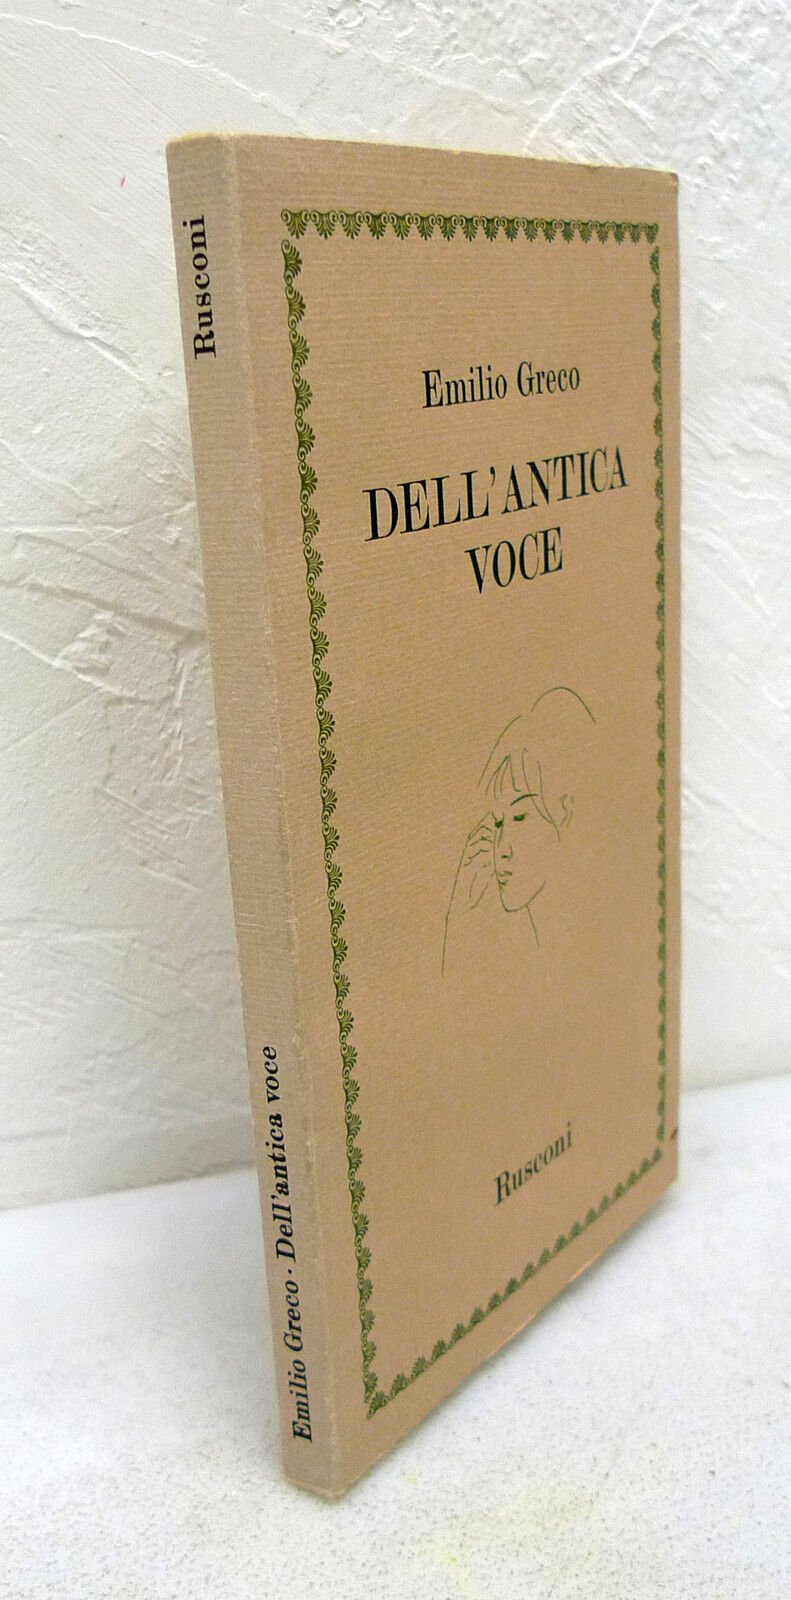 Rusconi
Emilio Greco · Dell'antica voce
Emilio Greco
DELL'ANTICA
VOCE
Rusconi